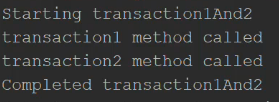 Starting transaction1And2
transaction1 method called
transaction2 method called
Completed transaction1And2